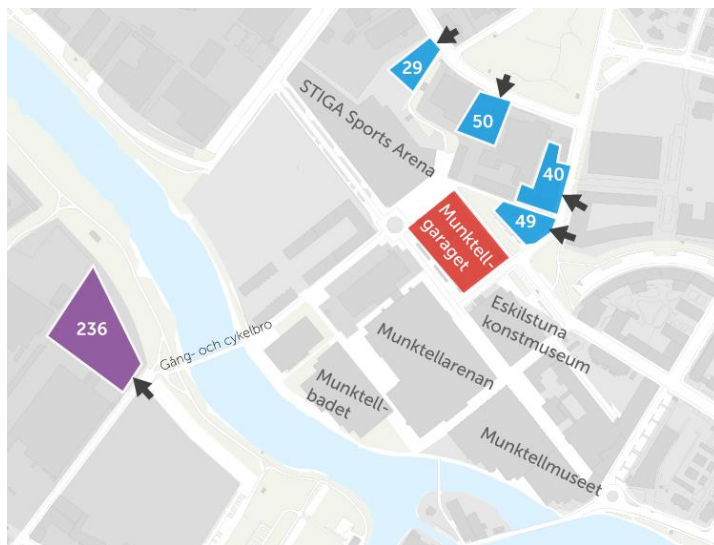 29
50
STIGA Sports Arena
40
49
Munktell-
garaget
236
Gång- och cykelbro
Eskilstuna
konstmuseum
Munktellarenan
Munktell-
badet
Munktellmuseet